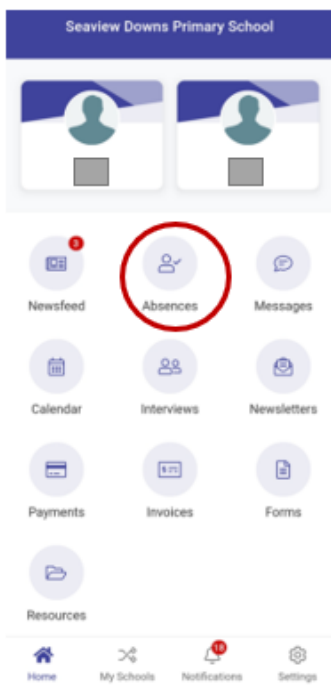 Seaview Downs Primary School
3
Newsfeed Absences Messages
Calendar Interviews Newsletters
Payments Invoices Forms
Resources
18
Home My Schools Notifications Settings